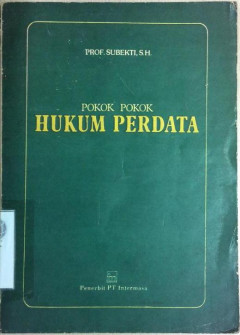 PROF. SUBEKTI, S.H.
POKOK POKOK
HUKUM PERDATA
Penerbit PT Intermasa